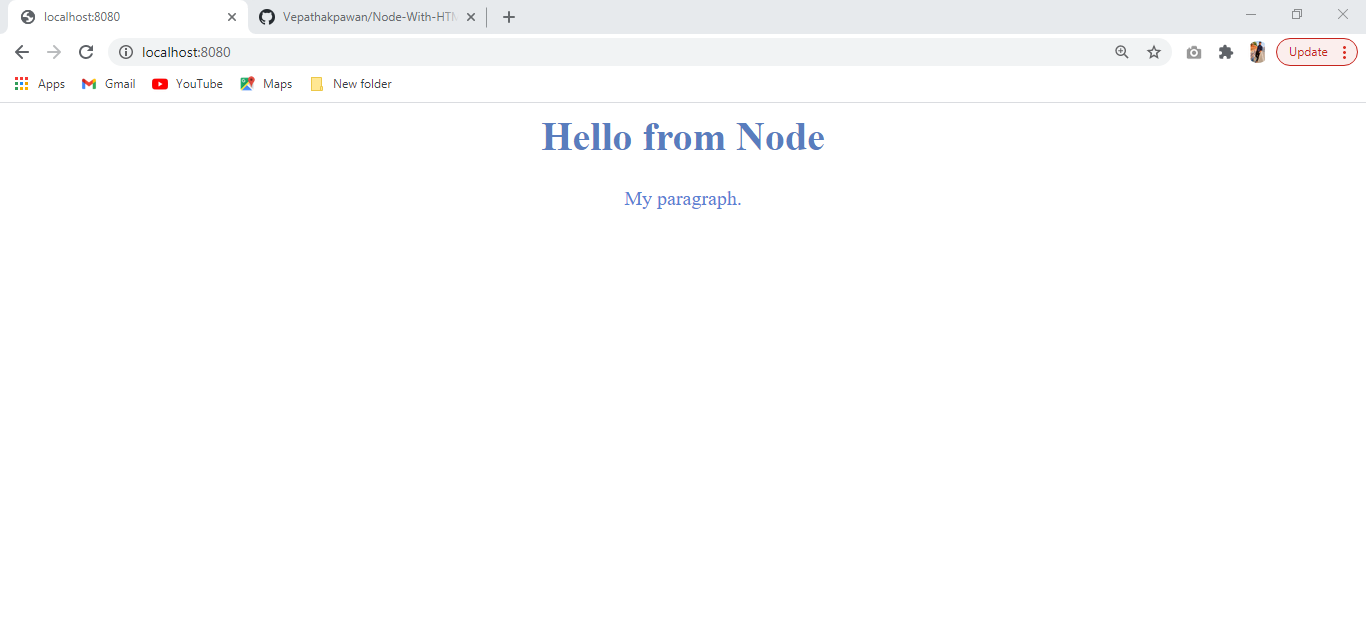 localhost:8080
Vepathakpawan/Node-With-HTM
localhost:8080
Update
Apps Gmail YouTube Maps New folder
Hello from Node
My paragraph.